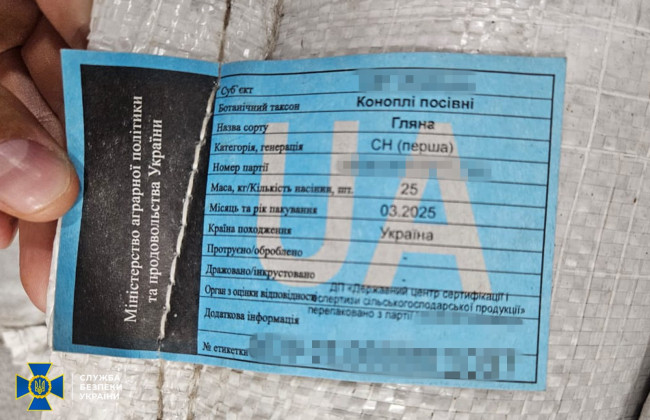 Міністерство аграрної політики
та продовольства України
UA
Суб'єкт
Ботанічний таксон Коноплі посівні
Назва сорту Гляна
Категорія, генерація СН (перша)
Номер партії
Маса, кг/Кількість насінин, шт. 25
Місяць та рік пакування 03.2025
Країна походження Україна
Протруєно/оброблено -
Дражовано/інкрустовано
Орган з оцінки відповідності ДП «Державний центр сертифікації і
експертизи сільськогосподарської продукції»
Додаткова інформація перепаковано з партії
№ етикетки
СЛУЖБА
БЕЗПЕКИ
УКРАЇНИ